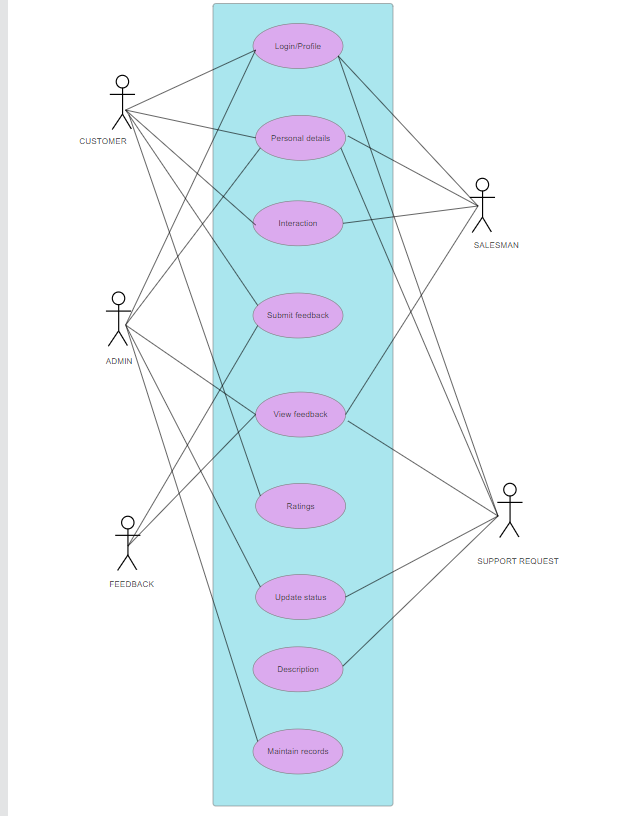 Login/Profile
CUSTOMER
Personal details
Interaction
SALESMAN
Submit feedback
ADMIN
View feedback
Ratings
SUPPORT REQUEST
FEEDBACK
Update status
Description
Maintain records